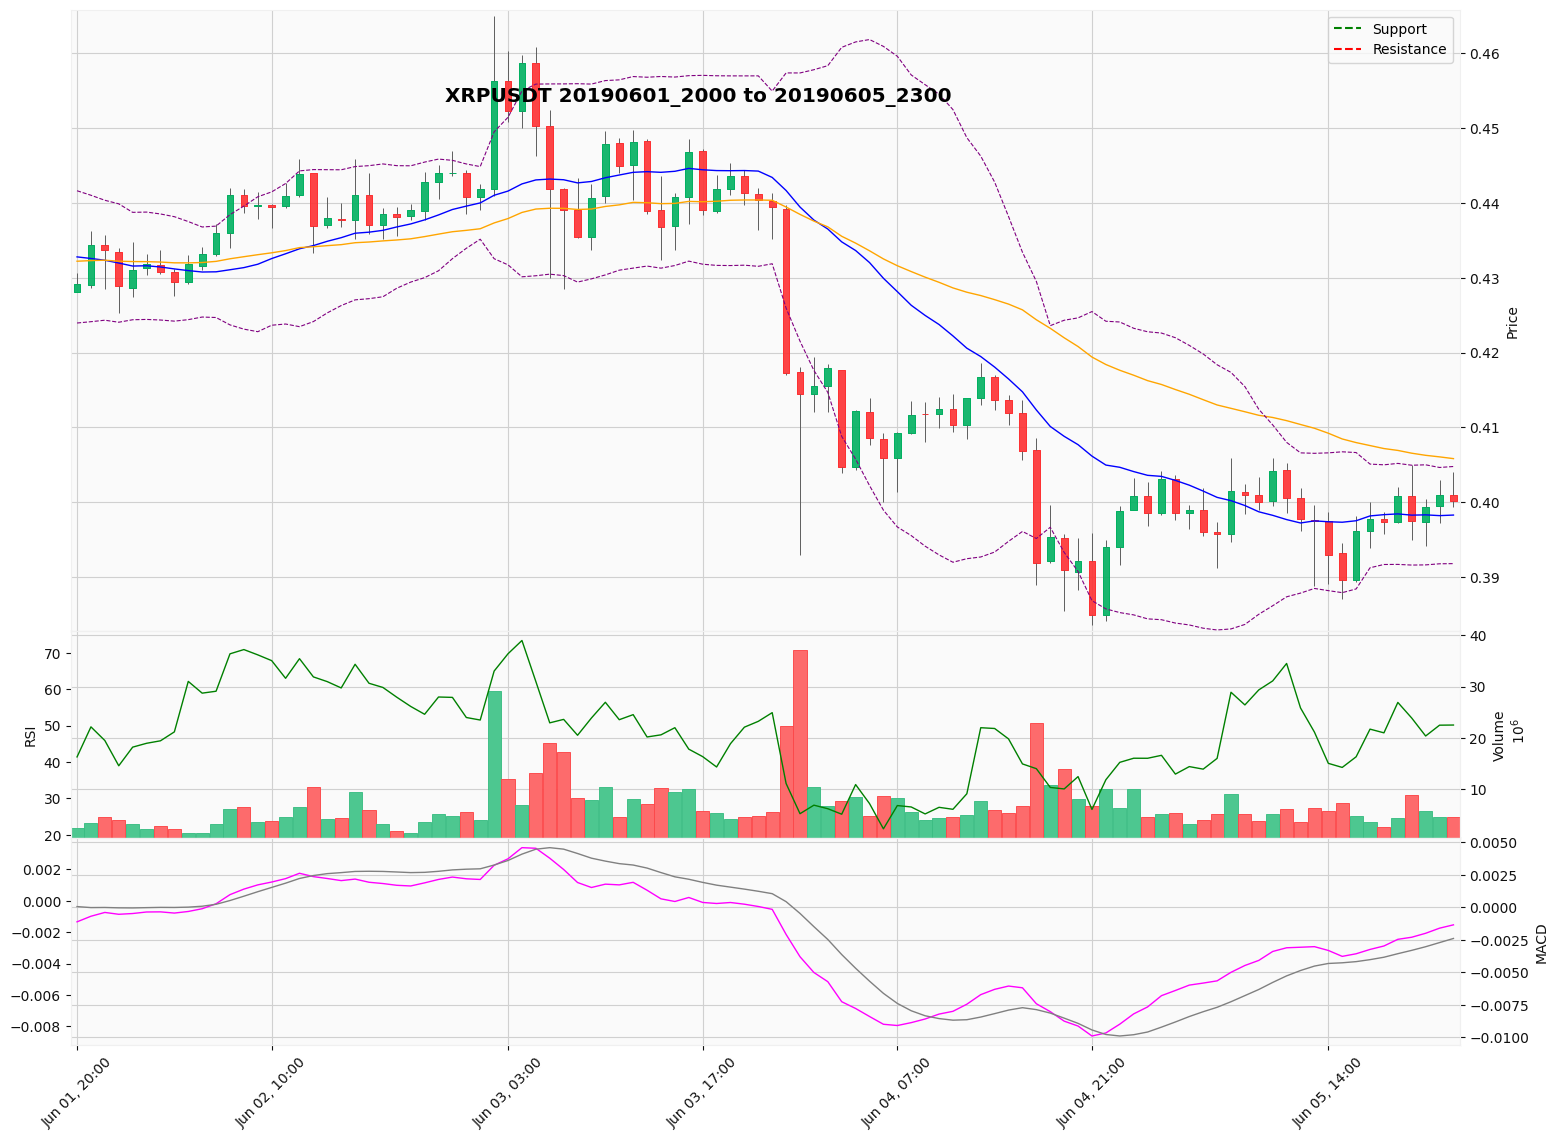 XRPUSDT 20190601_2000 to 20190605_2300
Support
Resistance
0.46
0.45
0.44
0.43
0.42
0.41
0.40
0.39
Price
70
60
50
40
30
20
RSI
40
30
20
10
Volume
10^6
0.002
0.000
−0.002
−0.004
−0.006
−0.008
0.0050
0.0025
0.0000
−0.0025
−0.0050
−0.0075
−0.0100
MACD
Jun 01, 20:00
Jun 02, 10:00
Jun 03, 03:00
Jun 03, 17:00
Jun 04, 07:00
Jun 04, 21:00
Jun 05, 14:00